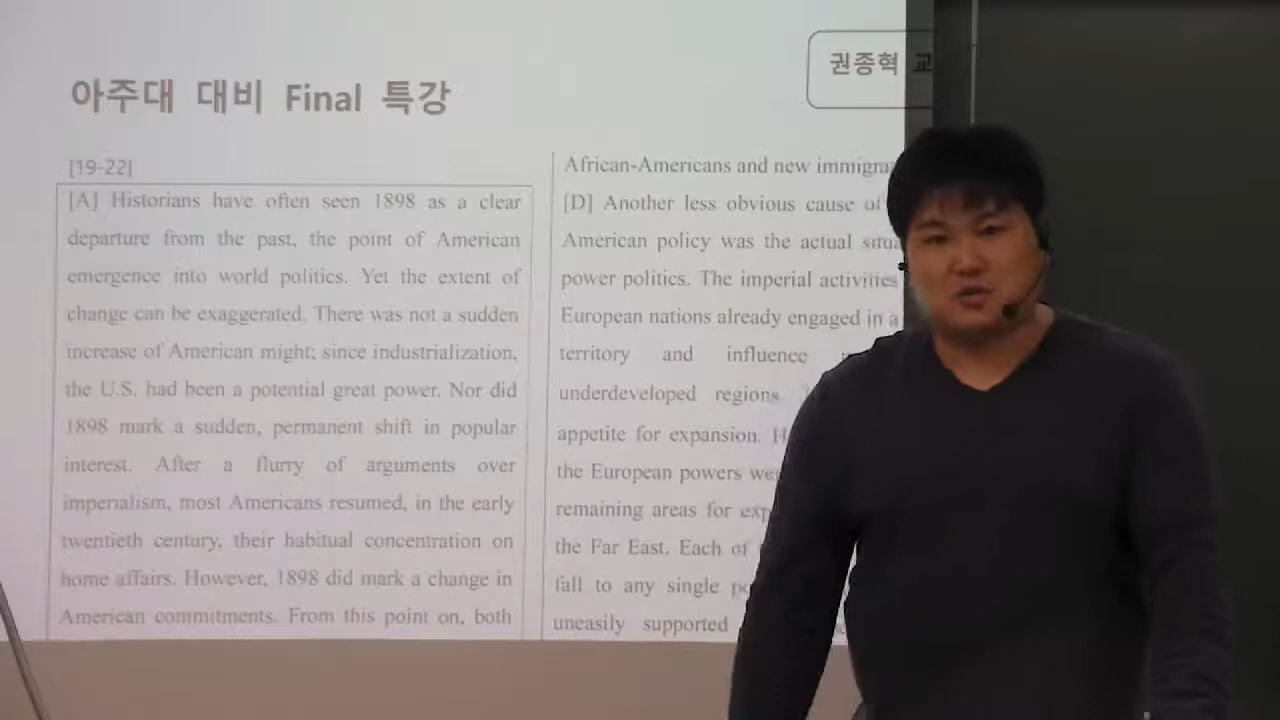 아주대 대비 Final 특강
권종혁
[19-22]
[A] Historians have often seen 1898 as a clear
departure from the past, the point of American
emergence into world politics. Yet the extent of
change can be exaggerated. There was not a sudden
increase of American might; since industrialization,
the U.S. had been a potential great power. Nor did
1898 mark a sudden, permanent shift in popular
interest. After a flurry of arguments over
imperialism, most Americans resumed, in the early
twentieth century, their habitual concentration on
home affairs. However, 1898 did mark a change in
American commitments. From this point on, both
African-Americans and new
[D] Another less obvious cause of
American policy was the actual
power politics. The imperial activities
European nations already engaged in a
territory and influence
underdeveloped regions
appetite for expansion.
the European powers
remaining areas for
the Far East. Each of
fall to any single
uneasily supported